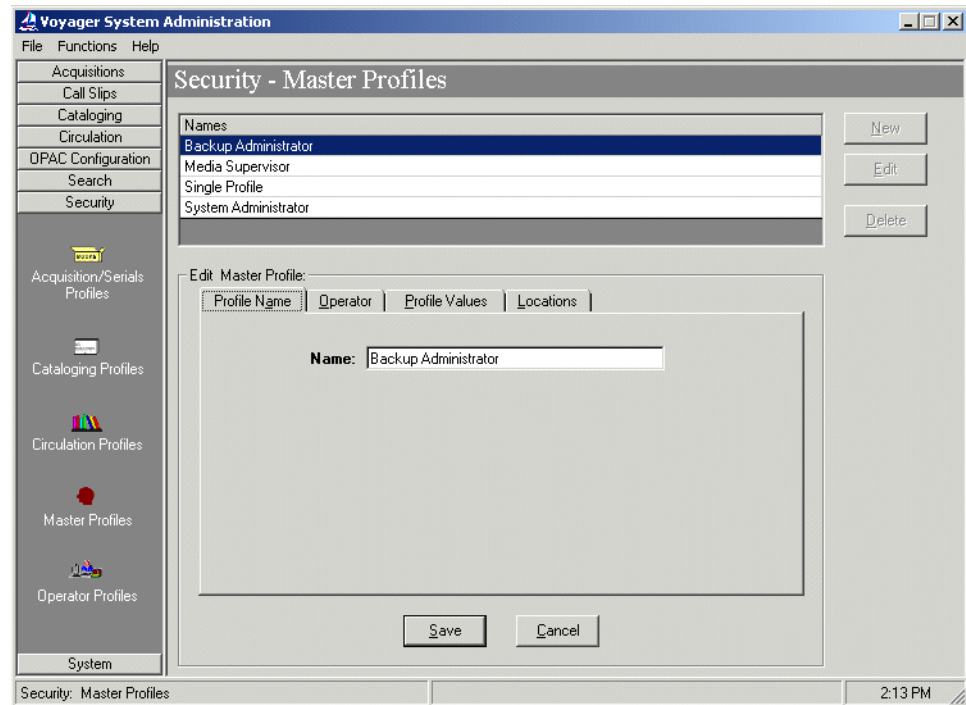 Voyager System Administration
File Functions Help
Acquisitions
Call Slips
Cataloging
Circulation
OPAC Configuration
Search
Security
Acquisition/Serials
Profiles
Cataloging Profiles
Circulation Profiles
Master Profiles
Operator Profiles
System
Security - Master Profiles
Names
Backup Administrator
Media Supervisor
Single Profile
System Administrator
New
Edit
Delete
Edit Master Profile:
Profile Name Operator Profile Values Locations
Name: Backup Administrator
Save Cancel
Security: Master Profiles 2:13 PM